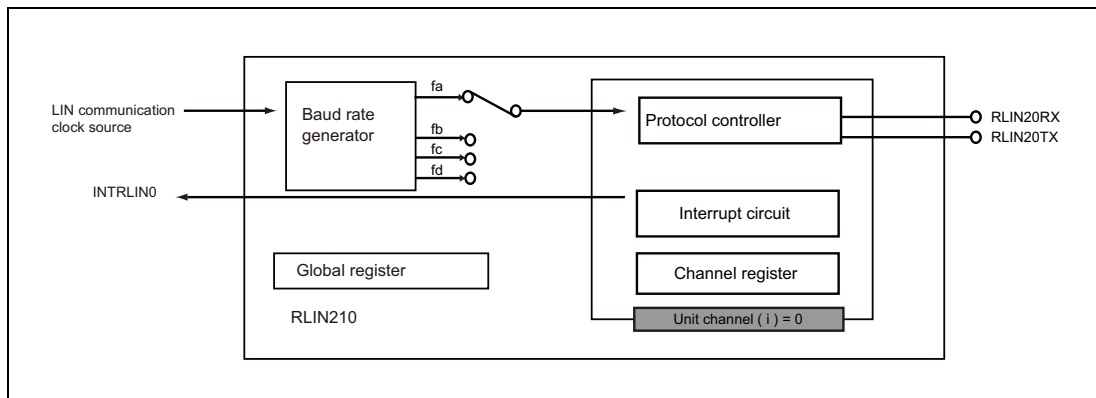 LIN communication
clock source
INTRLIN0
Baud rate
generator
fa
fb
fc
fd
Global register
RLIN210
Protocol controller
Interrupt circuit
Channel register
Unit channel ( i ) = 0
RLIN20RX
RLIN20TX